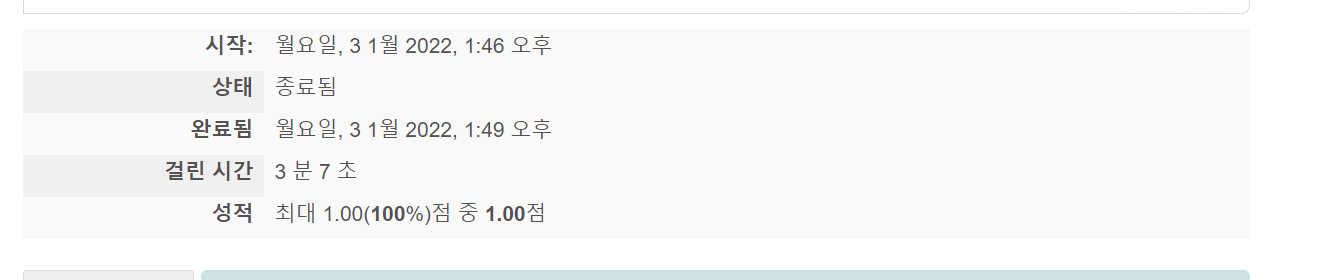 시작: 월요일, 3 1월 2022, 1:46 오후
상태 종료됨
완료됨 월요일, 3 1월 2022, 1:49 오후
걸린 시간 3 분 7 초
성적 최대 1.00(100%)점 중 1.00점